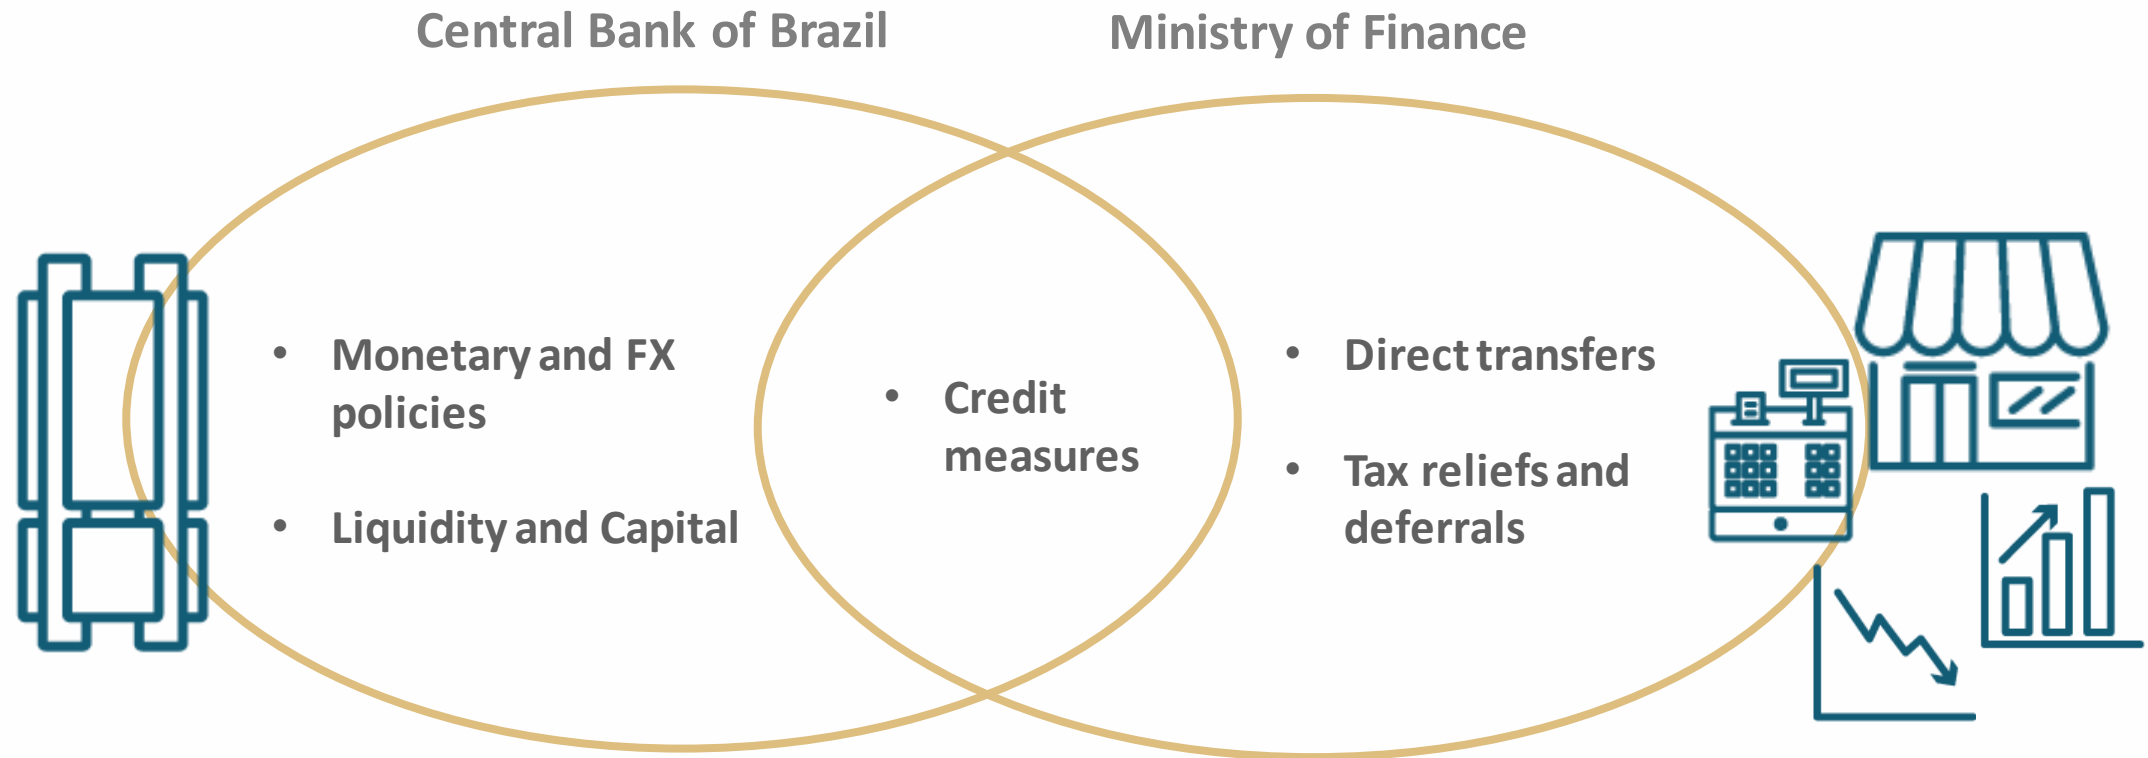 Central Bank of Brazil
Ministry of Finance
• Monetary and FX
policies
• Liquidity and Capital
• Credit
measures
• Direct transfers
• Tax reliefs and
deferrals